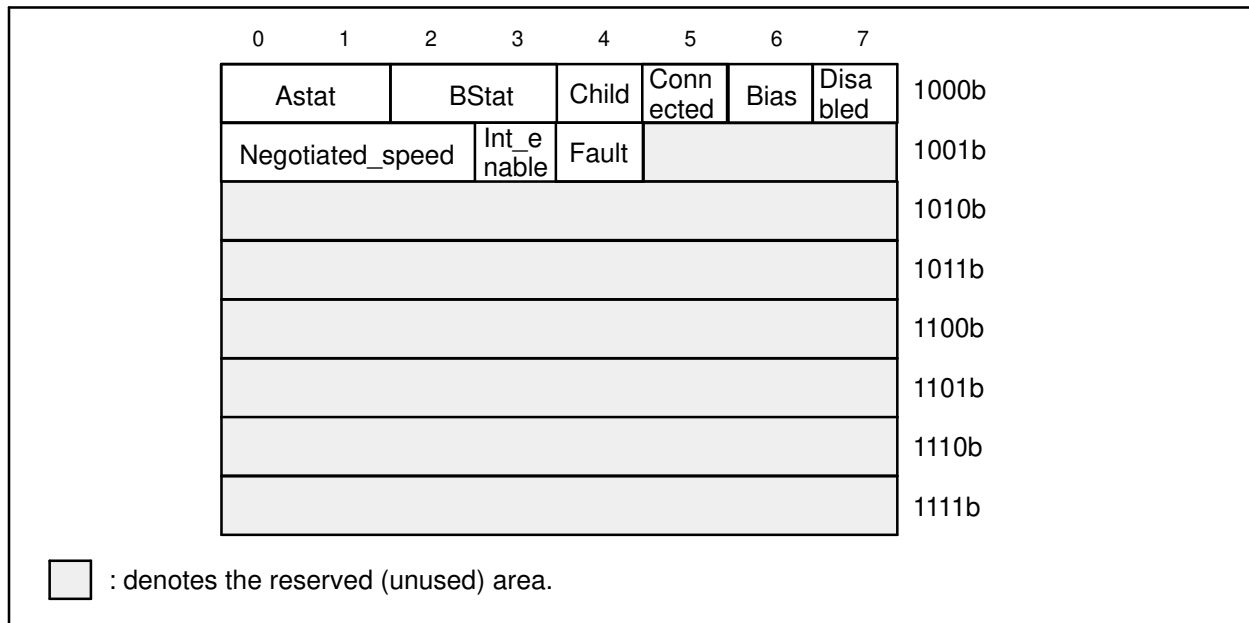 0 1 2 3 4 5 6 7
Astat BStat Child Conn
ected Bias Disa
bled 1000b
Negotiated_speed Int_e
nable Fault 1001b
1010b
1011b
1100b
1101b
1110b
1111b
: denotes the reserved (unused) area.